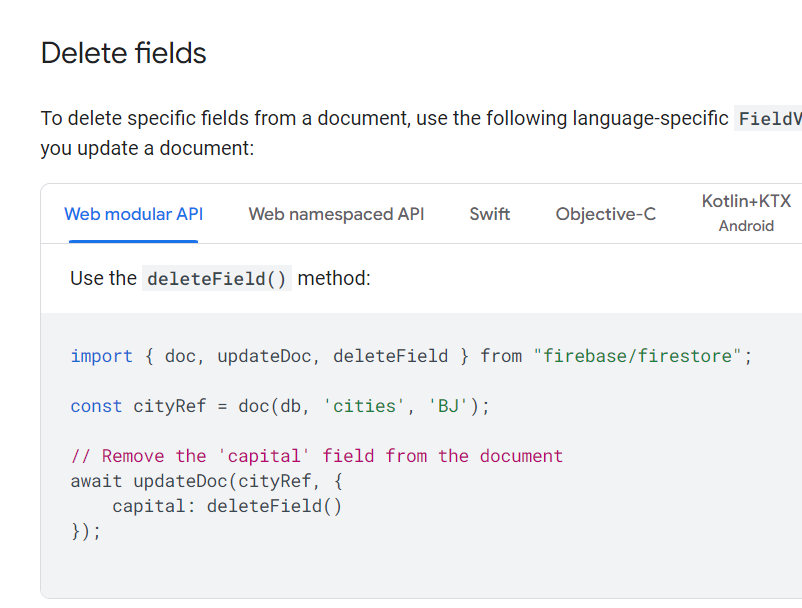 Delete fields
To delete specific fields from a document, use the following language-specific FieldV
you update a document:
Web modular API Web namespaced API Swift Objective-C Kotlin+KTX
Android
Use the deleteField() method:
import { doc, updateDoc, deleteField } from "firebase/firestore";
const cityRef = doc(db, 'cities', 'BJ');
// Remove the 'capital' field from the document
await updateDoc(cityRef, {
    capital: deleteField()
});